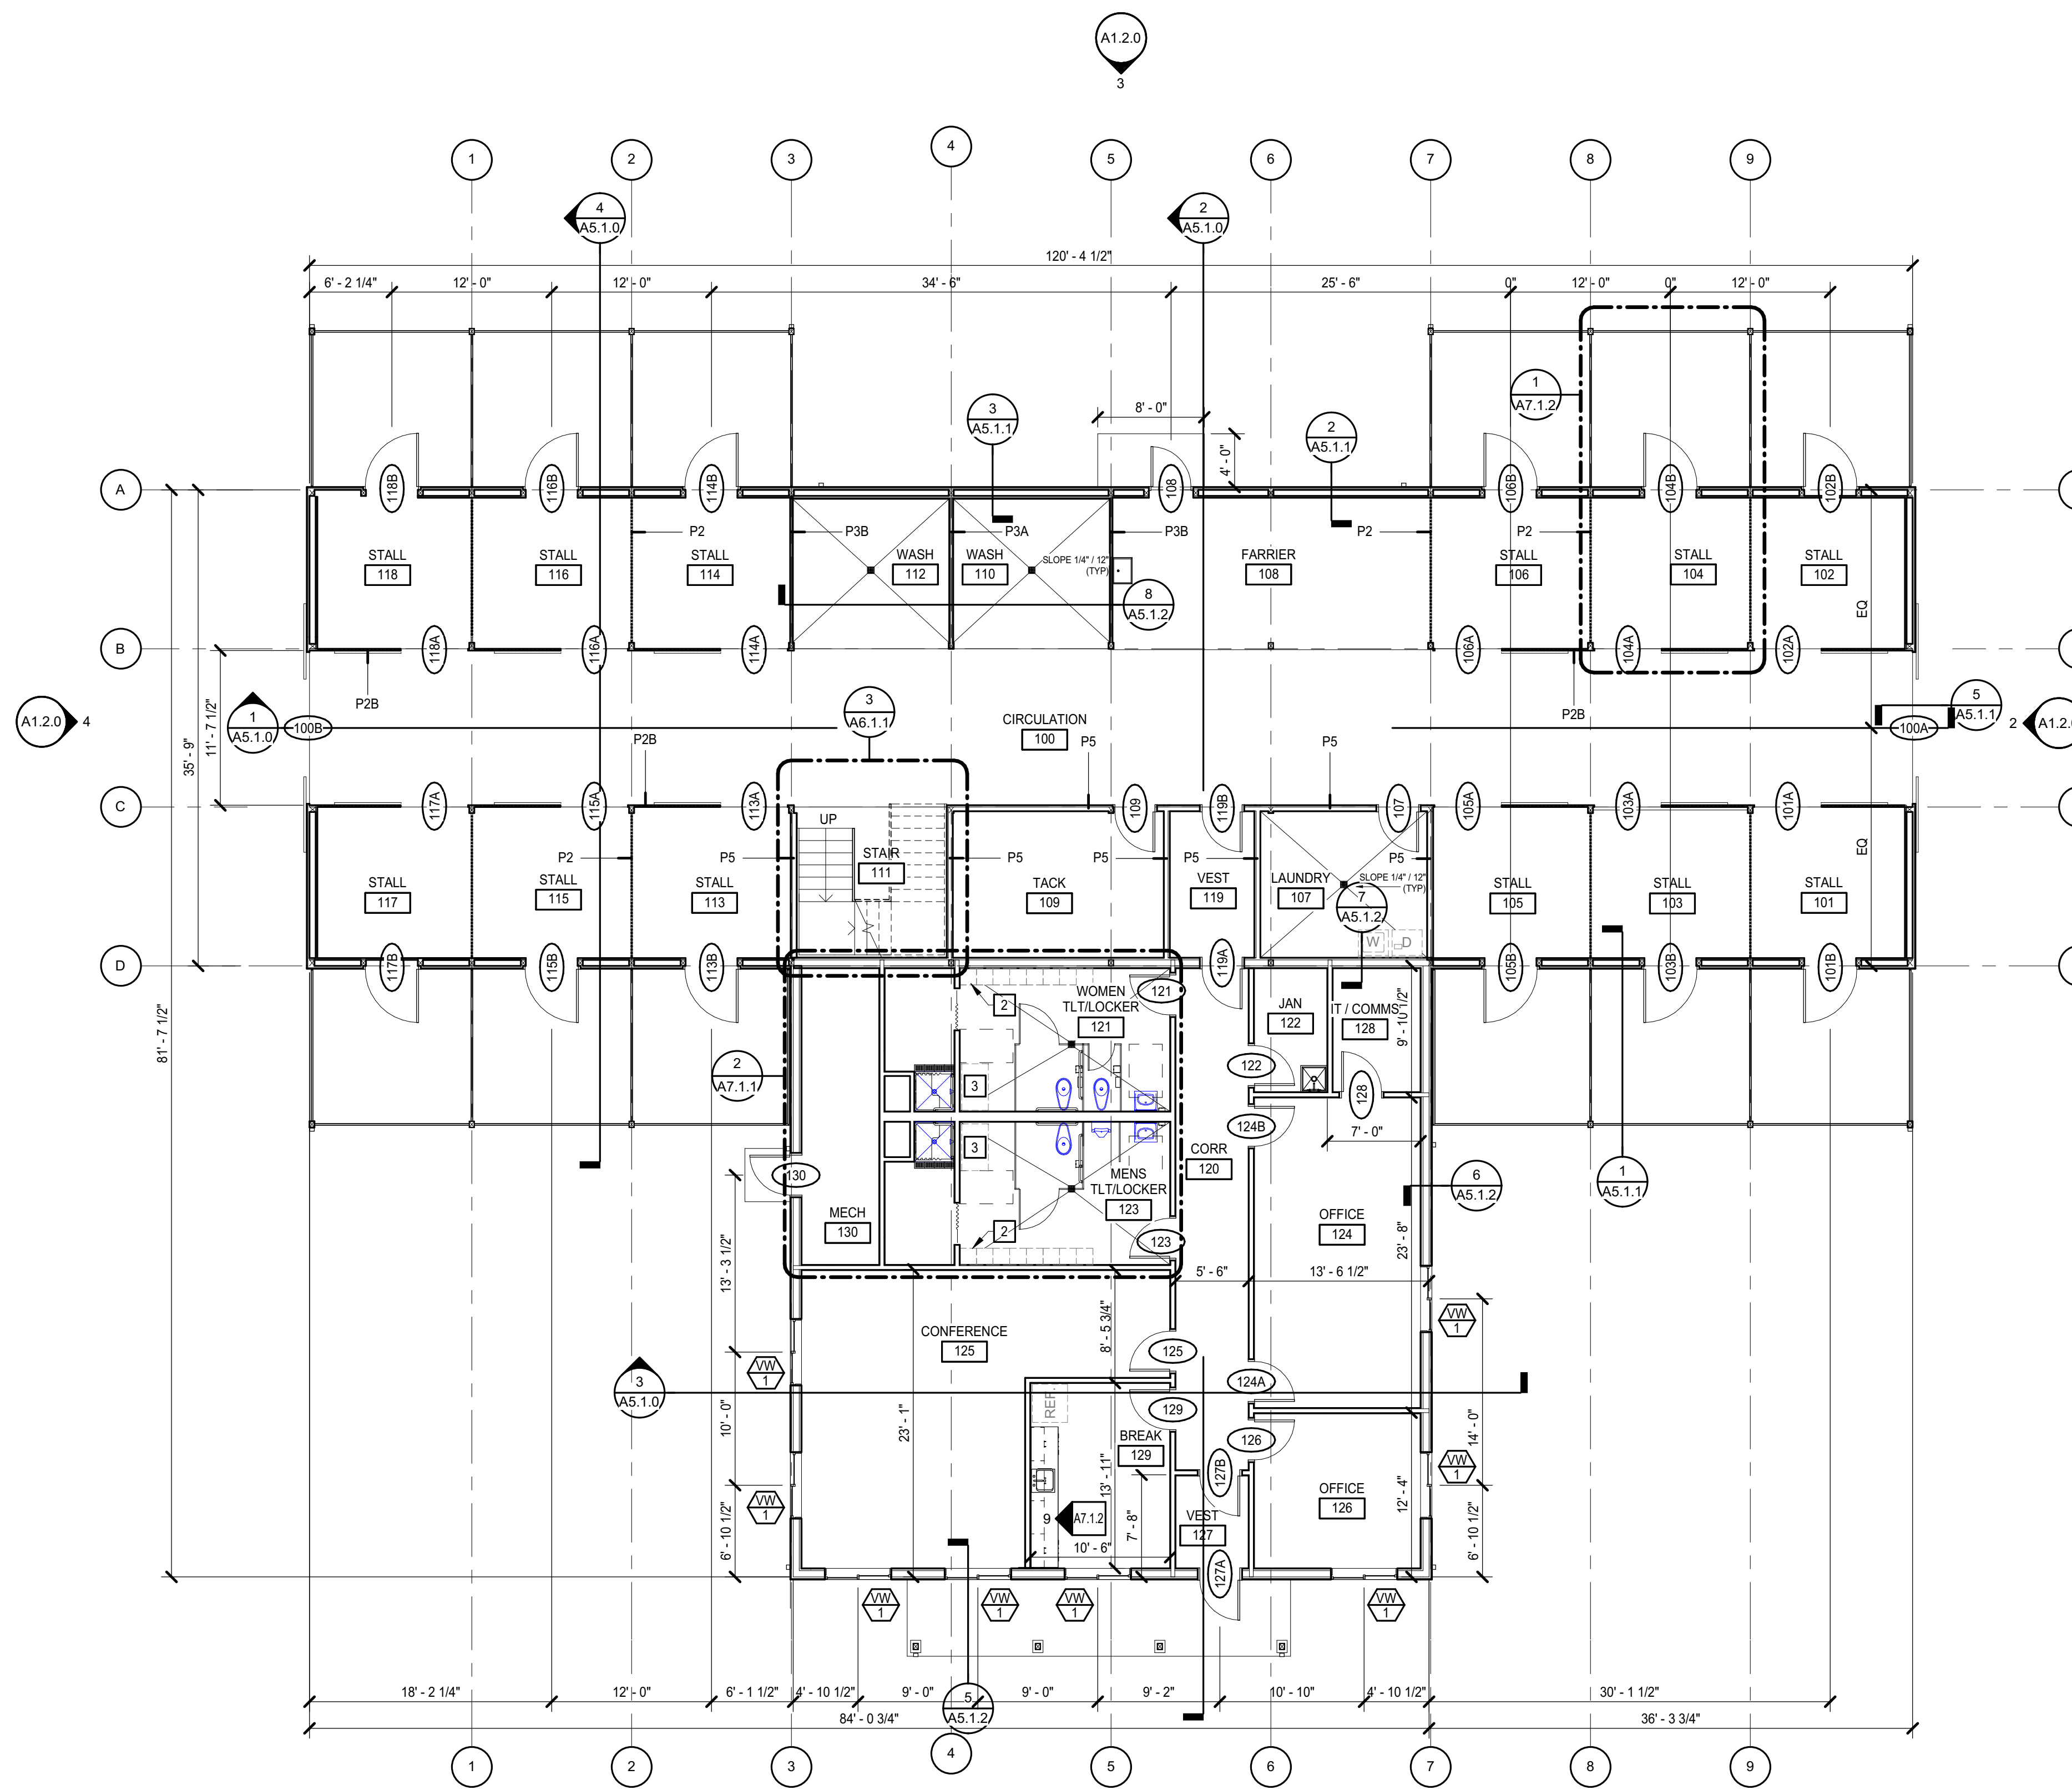 A1.2.0
3
1
2
3
4
5
6
7
8
9
4
A5.1.0
2
A5.1.0
120' - 4 1/2"
6' - 2 1/4"
12' - 0"
12' - 0"
34' - 6"
25' - 6"
0"
12' - 0"
0"
12' - 0"
1
A7.1.2
8' - 0"
3
A5.1.1
2
A5.1.1
4' - 0"
A
118B
116B
114B
108
106B
104B
102B
P2
P3B
P3A
P3B
P2
P2
STALL
118
STALL
116
STALL
114
WASH
112
WASH
110
SLOPE 1/4" / 12"
(TYP)
FARRIER
108
STALL
106
STALL
104
STALL
102
8
A5.1.2
EQ
B
118A
116A
114A
106A
104A
102A
P2B
P2B
A1.2.0
4
1
A5.1.0
100B
11' - 7 1/2"
35' - 9"
3
A6.1.1
CIRCULATION
100
P2B
P5
P5
5
A5.1.1
100A
2
A1.2.
C
117A
115A
113A
109
119B
107
105A
103A
101A
UP
STAIR
111
P2
P5
P5
P5
P5
P5
STALL
117
STALL
115
STALL
113
TACK
109
VEST
119
LAUNDRY
107
SLOPE 1/4" / 12"
(TYP)
7
A5.1.2
W
D
STALL
105
STALL
103
STALL
101
EQ
D
117B
115B
113B
119A
105B
103B
101B
81' - 7 1/2"
2
A7.1.1
WOMEN
TLT/LOCKER
121
121
2
3
JAN
122
IT / COMMS
128
9' - 10 1/2"
122
128
124B
7' - 0"
3
MENS
TLT/LOCKER
123
123
2
CORR
120
130
MECH
130
OFFICE
124
23' - 8"
6
A5.1.2
1
A5.1.1
13' - 3 1/2"
5' - 6"
13' - 6 1/2"
CONFERENCE
125
8' - 5 3/4"
125
VW
1
VW
1
3
A5.1.0
124A
REF.
129
BREAK
129
126
10' - 0"
23' - 1"
14' - 0"
VW
1
VW
1
13' - 11"
127B
9
A7.1.2
7' - 8"
VEST
127
OFFICE
126
12' - 4"
10' - 6"
6' - 10 1/2"
6' - 10 1/2"
127A
VW
1
VW
1
VW
1
VW
1
18' - 2 1/4"
12' - 0"
6' - 1 1/2"
4' - 10 1/2"
9' - 0"
9' - 0"
9' - 2"
10' - 10"
4' - 10 1/2"
30' - 1 1/2"
5
A5.1.2
84' - 0 3/4"
36' - 3 3/4"
1
2
3
4
5
6
7
8
9